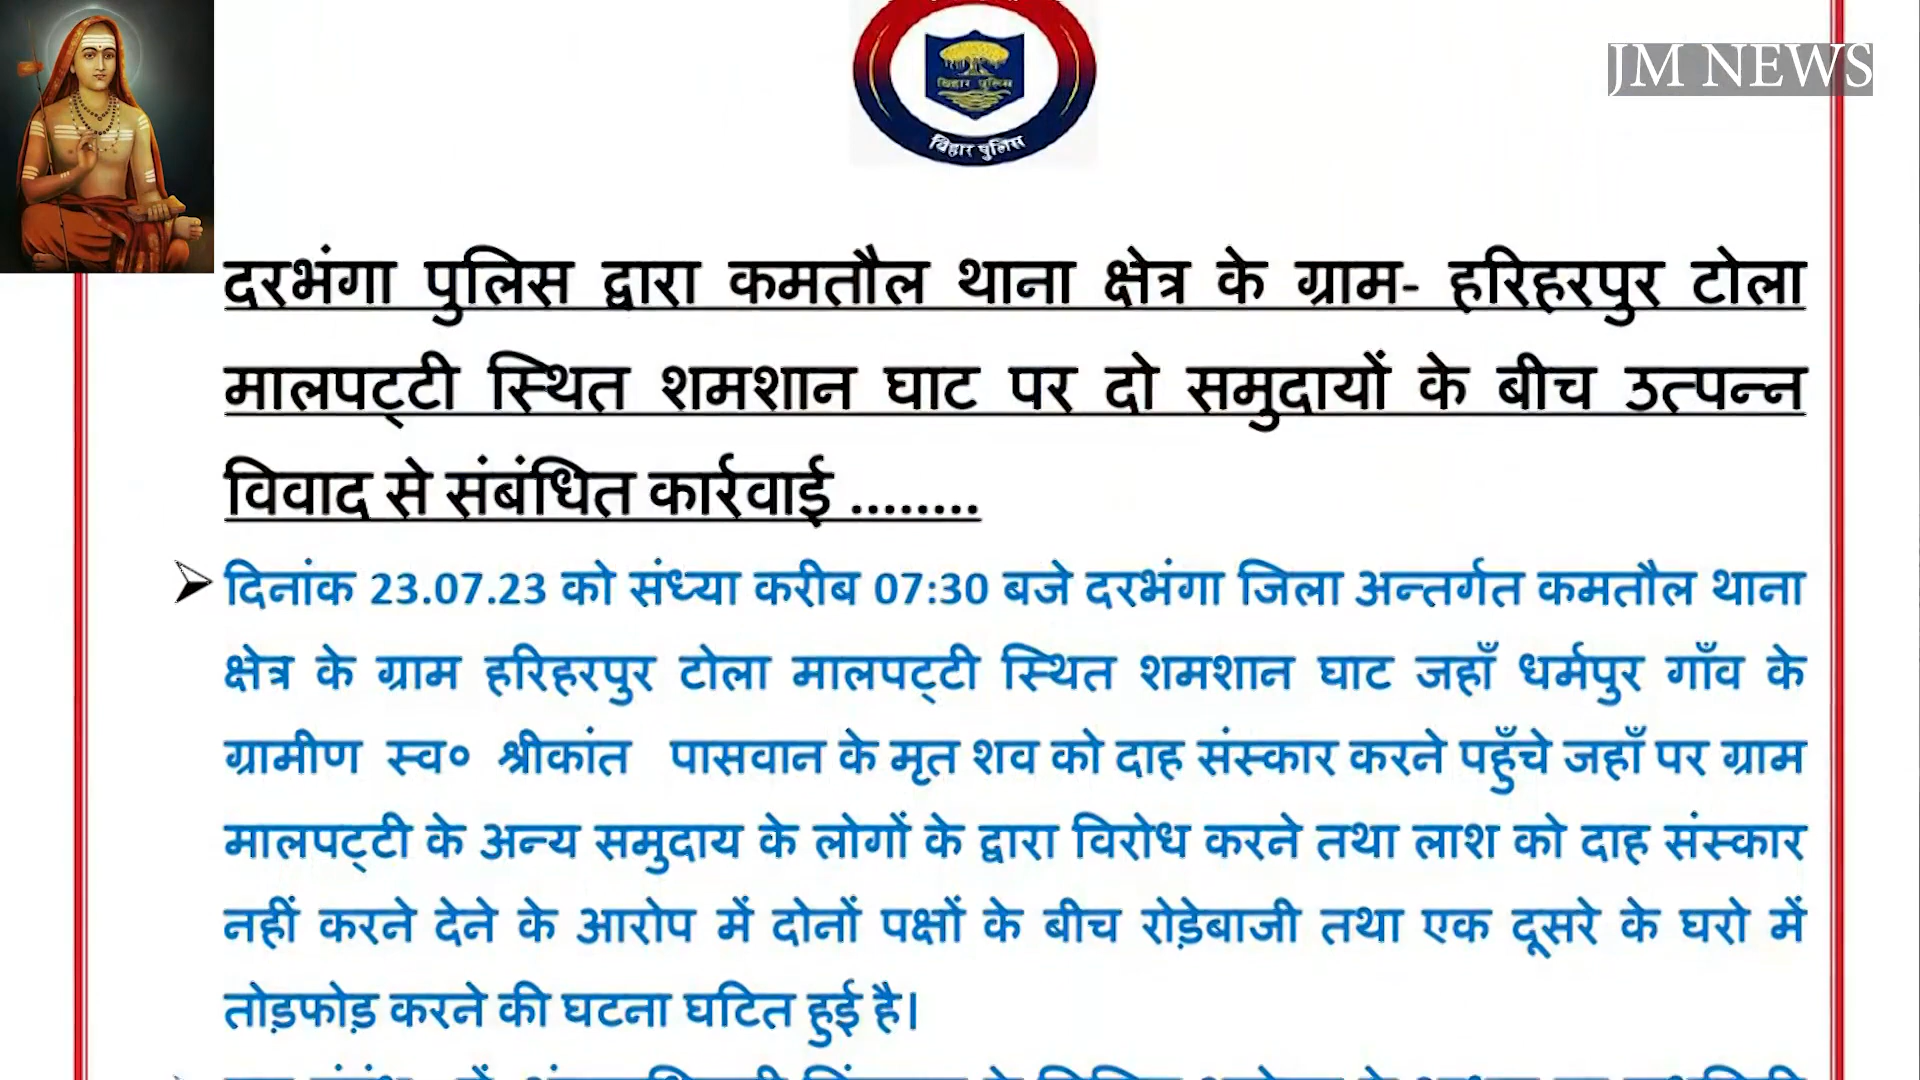 JM NEWS
बिहार पुलिस
बिहार पुलिस
दरभंगा पुलिस द्वारा कमतौल थाना क्षेत्र के ग्राम- हरिहरपुर टोला
मालपट्टी स्थित शमशान घाट पर दो समुदायों के बीच उत्पन्न
विवाद से संबंधित कार्रवाई ........
➢ दिनांक 23.07.23 को संध्या करीब 07:30 बजे दरभंगा जिला अन्तर्गत कमतौल थाना
क्षेत्र के ग्राम हरिहरपुर टोला मालपट्टी स्थित शमशान घाट जहाँ धर्मपुर गाँव के
ग्रामीण स्व० श्रीकांत पासवान के मृत शव को दाह संस्कार करने पहुँचे जहाँ पर ग्राम
मालपट्टी के अन्य समुदाय के लोगों के द्वारा विरोध करने तथा लाश को दाह संस्कार
नहीं करने देने के आरोप में दोनों पक्षों के बीच रोड़ेबाजी तथा एक दूसरे के घरो में
तोड़फोड़ करने की घटना घटित हुई है।